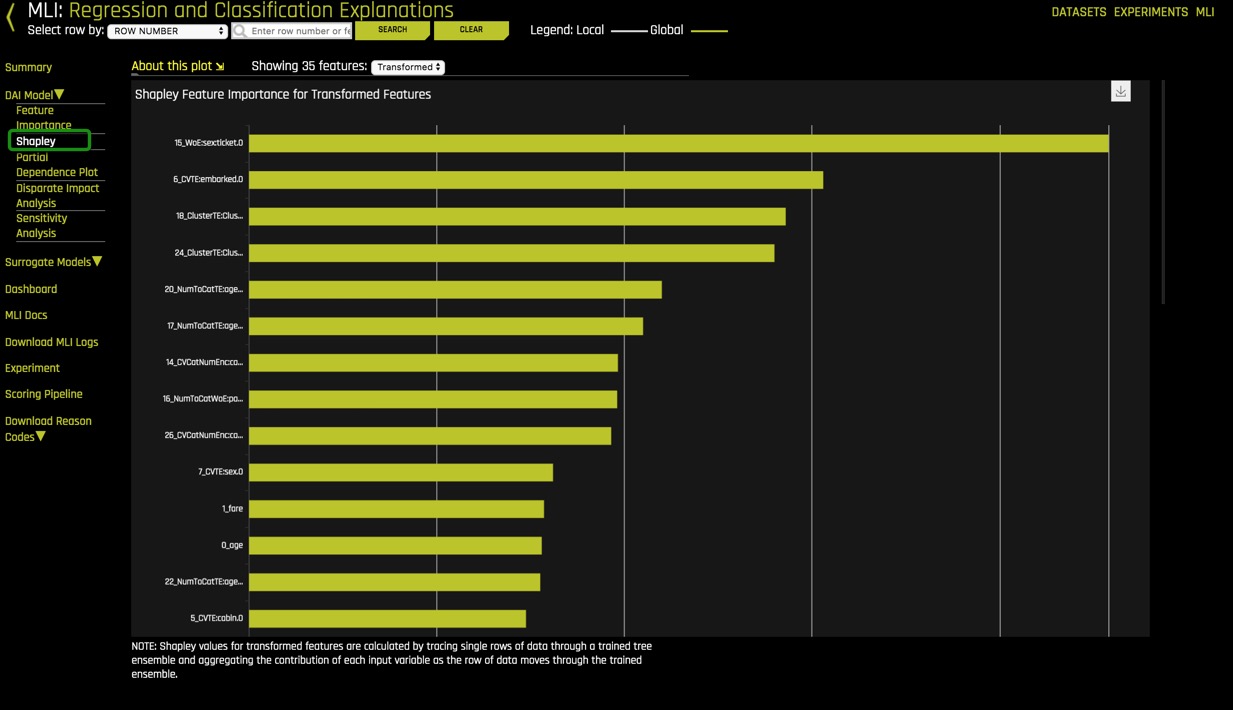 MLI: Regression and Classification Explanations
DATASETS EXPERIMENTS MLI
Select row by: ROW NUMBER Enter row number or fe SEARCH CLEAR Legend: Local Global
Summary
DAI Model
Feature
Importance
Shapley
Partial
Dependence Plot
Disparate Impact
Analysis
Sensitivity
Analysis
Surrogate Models
Dashboard
MLI Docs
Download MLI Logs
Experiment
Scoring Pipeline
Download Reason
Codes
About this plot Showing 35 features: Transformed
Shapley Feature Importance for Transformed Features
15_WoE:sex:ticket.0
6_CVTE:embarked.0
18_ClusterTE:Clus...
24_ClusterTE:Clus...
20_NumToCatTE:age...
17_NumToCatTE:age...
14_CVCatNumEnc:ca...
16_NumToCatWoE:pa...
26_CVCatNumEnc:ca...
7_CVTE:sex.0
1_fare
0_age
22_NumToCatTE:age...
5_CVTE:cabin.0
NOTE: Shapley values for transformed features are calculated by tracing single rows of data through a trained tree
ensemble and aggregating the contribution of each input variable as the row of data moves through the trained
ensemble.